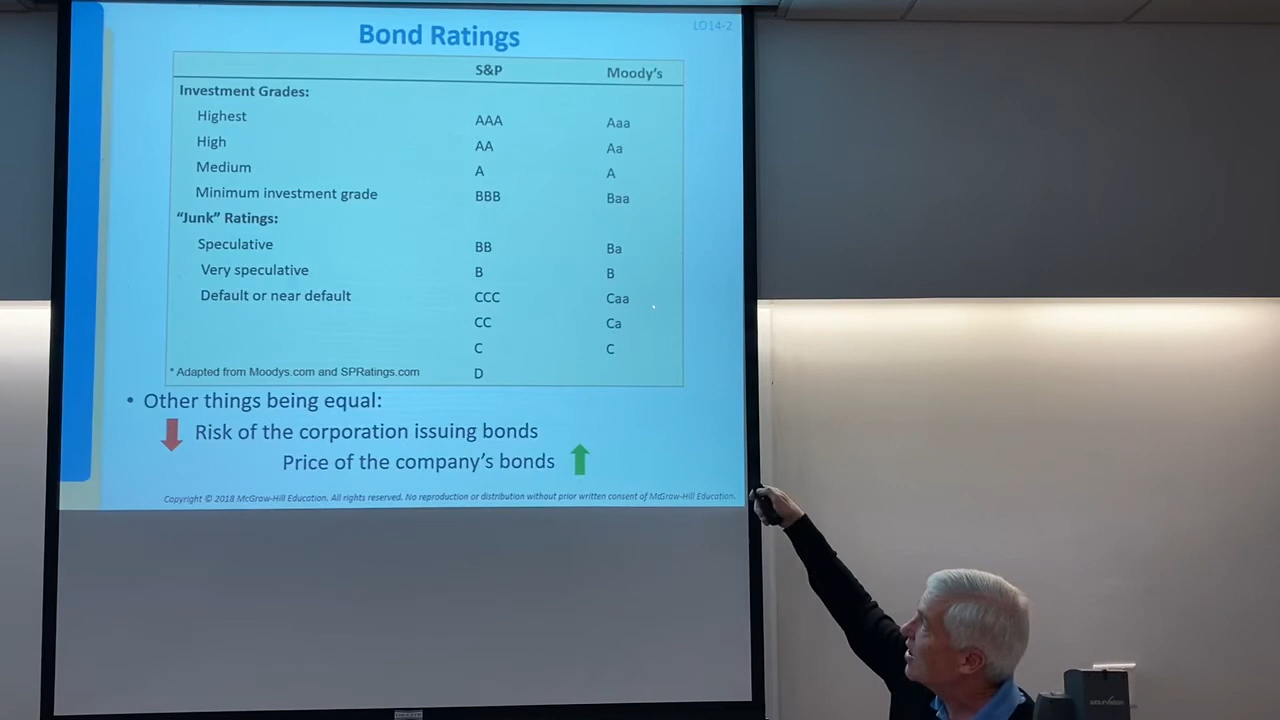 LO14-2
Bond Ratings
S&P Moody's
Investment Grades:
Highest AAA Aaa
High AA Aa
Medium A A
Minimum investment grade BBB Baa
“Junk” Ratings:
Speculative BB Ba
Very speculative B B
Default or near default CCC Caa
CC Ca
C C
* Adapted from Moodys.com and SPRatings.com D
• Other things being equal:
Risk of the corporation issuing bonds
Price of the company's bonds
Copyright © 2018 McGraw-Hill Education. All rights reserved. No reproduction or distribution without prior written consent of McGraw-Hill Education.